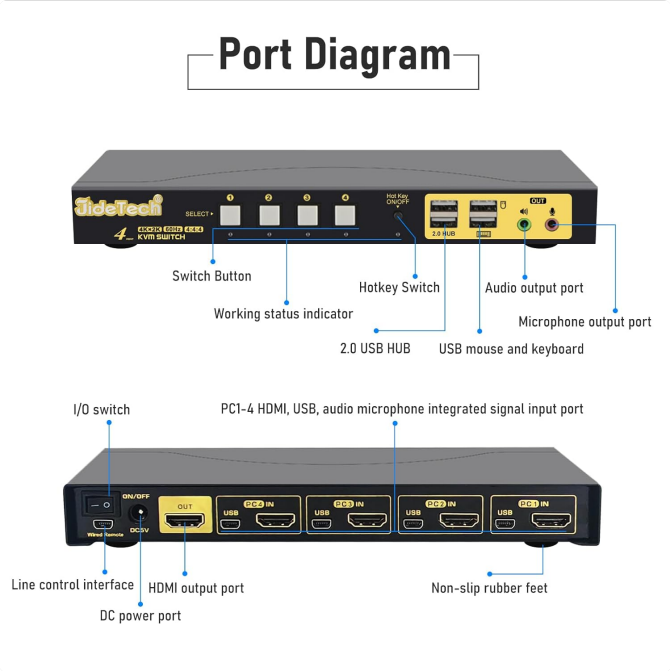 Port Diagram
JideTech®
4
4K×2K 60Hz 4:4:4
KVM SWITCH
SELECT
1
2
3
4
Hot Key
ON/OFF
2.0 HUB
OUT
Switch Button
Working status indicator
Hotkey Switch
Audio output port
Microphone output port
2.0 USB HUB
USB mouse and keyboard
I/O switch
PC1-4 HDMI, USB, audio microphone integrated signal input port
ON/OFF
— O
Wired Remote
DC5V
OUT
PC4 IN
USB
PC3 IN
USB
PC2 IN
USB
PC1 IN
USB
Line control interface
HDMI output port
DC power port
Non-slip rubber feet